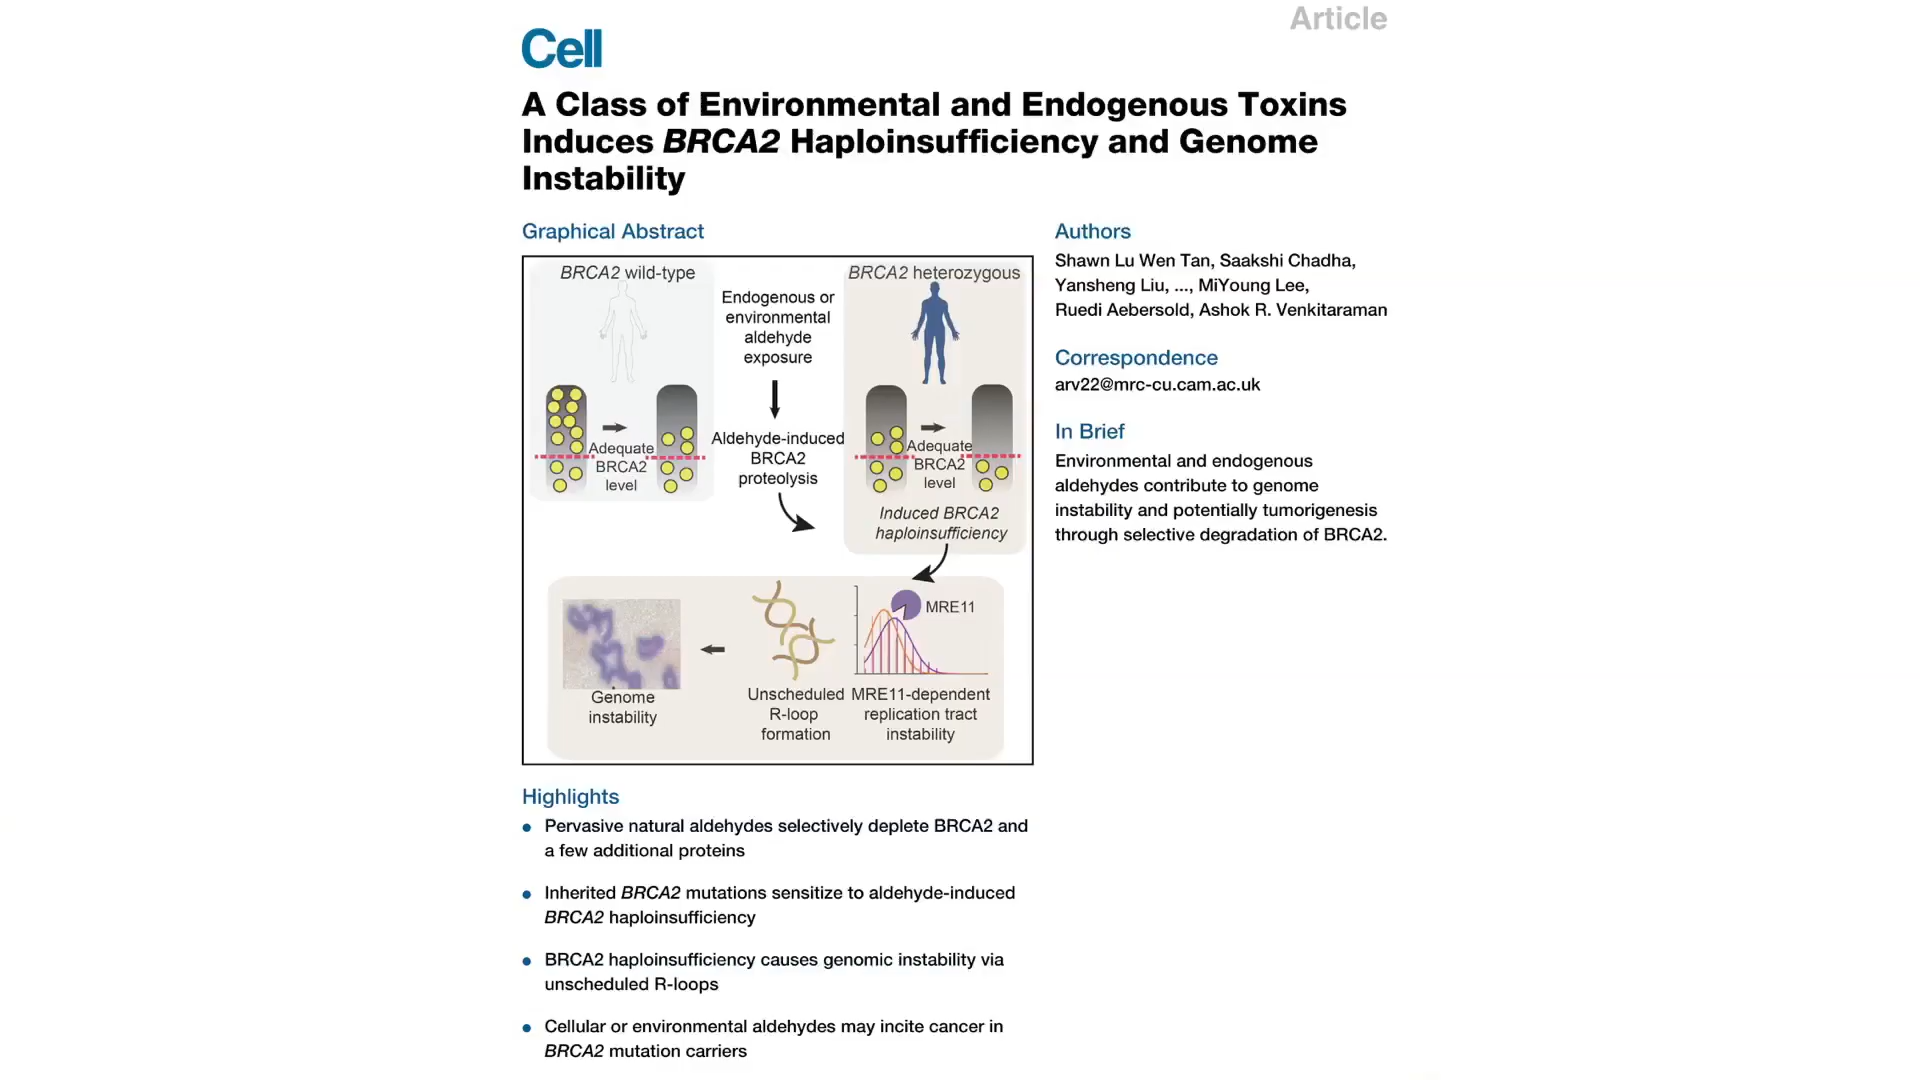 Article
Cell
A Class of Environmental and Endogenous Toxins
Induces BRCA2 Haploinsufficiency and Genome
Instability
Graphical Abstract
BRCA2 wild-type
Endogenous or
environmental
aldehyde
exposure
BRCA2 heterozygous
Adequate
BRCA2
level
Aldehyde-induced
BRCA2
proteolysis
Adequate
BRCA2
level
Induced BRCA2
haploinsufficiency
MRE11
Genome
instability
Unscheduled
R-loop
formation
MRE11-dependent
replication tract
instability
Authors
Shawn Lu Wen Tan, Saakshi Chadha,
Yansheng Liu, ..., MiYoung Lee,
Ruedi Aebersold, Ashok R. Venkitaraman
Correspondence
arv22@mrc-cu.cam.ac.uk
In Brief
Environmental and endogenous
aldehydes contribute to genome
instability and potentially tumorigenesis
through selective degradation of BRCA2.
Highlights
● Pervasive natural aldehydes selectively deplete BRCA2 and
a few additional proteins
● Inherited BRCA2 mutations sensitize to aldehyde-induced
BRCA2 haploinsufficiency
● BRCA2 haploinsufficiency causes genomic instability via
unscheduled R-loops
● Cellular or environmental aldehydes may incite cancer in
BRCA2 mutation carriers